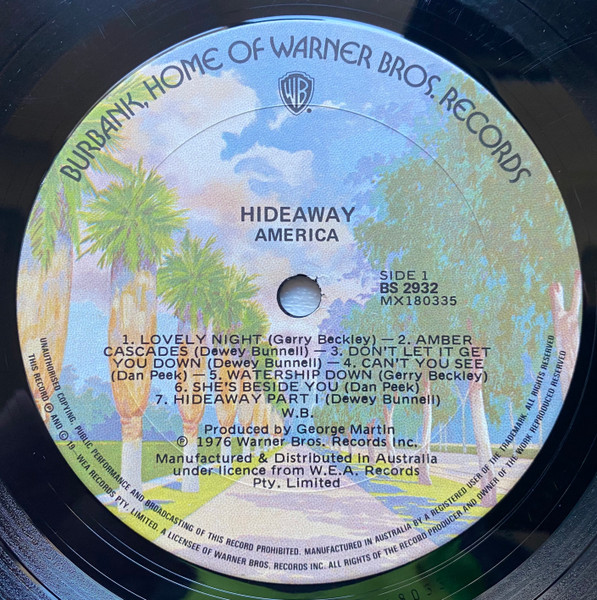 BURBANK, HOME OF WARNER BROS. RECORDS
WB
HIDEAWAY
AMERICA
SIDE 1
BS 2932
MX180335
1. LOVELY NIGHT (Gerry Beckley) — 2. AMBER
CASCADES (Dewey Bunnell) — 3. DON'T LET IT GET
YOU DOWN (Dewey Bunnell) — 4. CAN'T YOU SEE
(Dan Peek) — 5. WATERSHIP DOWN (Gerry Beckley)
6. SHE'S BESIDE YOU (Dan Peek)
7. HIDEAWAY PART I (Dewey Bunnell)
W.B.
Produced by George Martin
© 1976 Warner Bros. Records Inc.
Manufactured & Distributed in Australia
under licence from W.E.A. Records
Pty. Limited
UNAUTHORISED COPYING, PUBLIC PERFORMANCE AND BROADCASTING OF THIS RECORD PROHIBITED. MANUFACTURED IN AUSTRALIA BY A REGISTERED USER OF THE TRADEMARK. ALL RIGHTS RESERVED
THIS RECORD ℗ AND © 19 – WEA RECORDS PTY. LIMITED. A LICENSEE OF WARNER BROS. RECORDS INC. ALL RIGHTS OF THE RECORD PRODUCER AND OWNER OF THE WORK REPRODUCED RESERVED